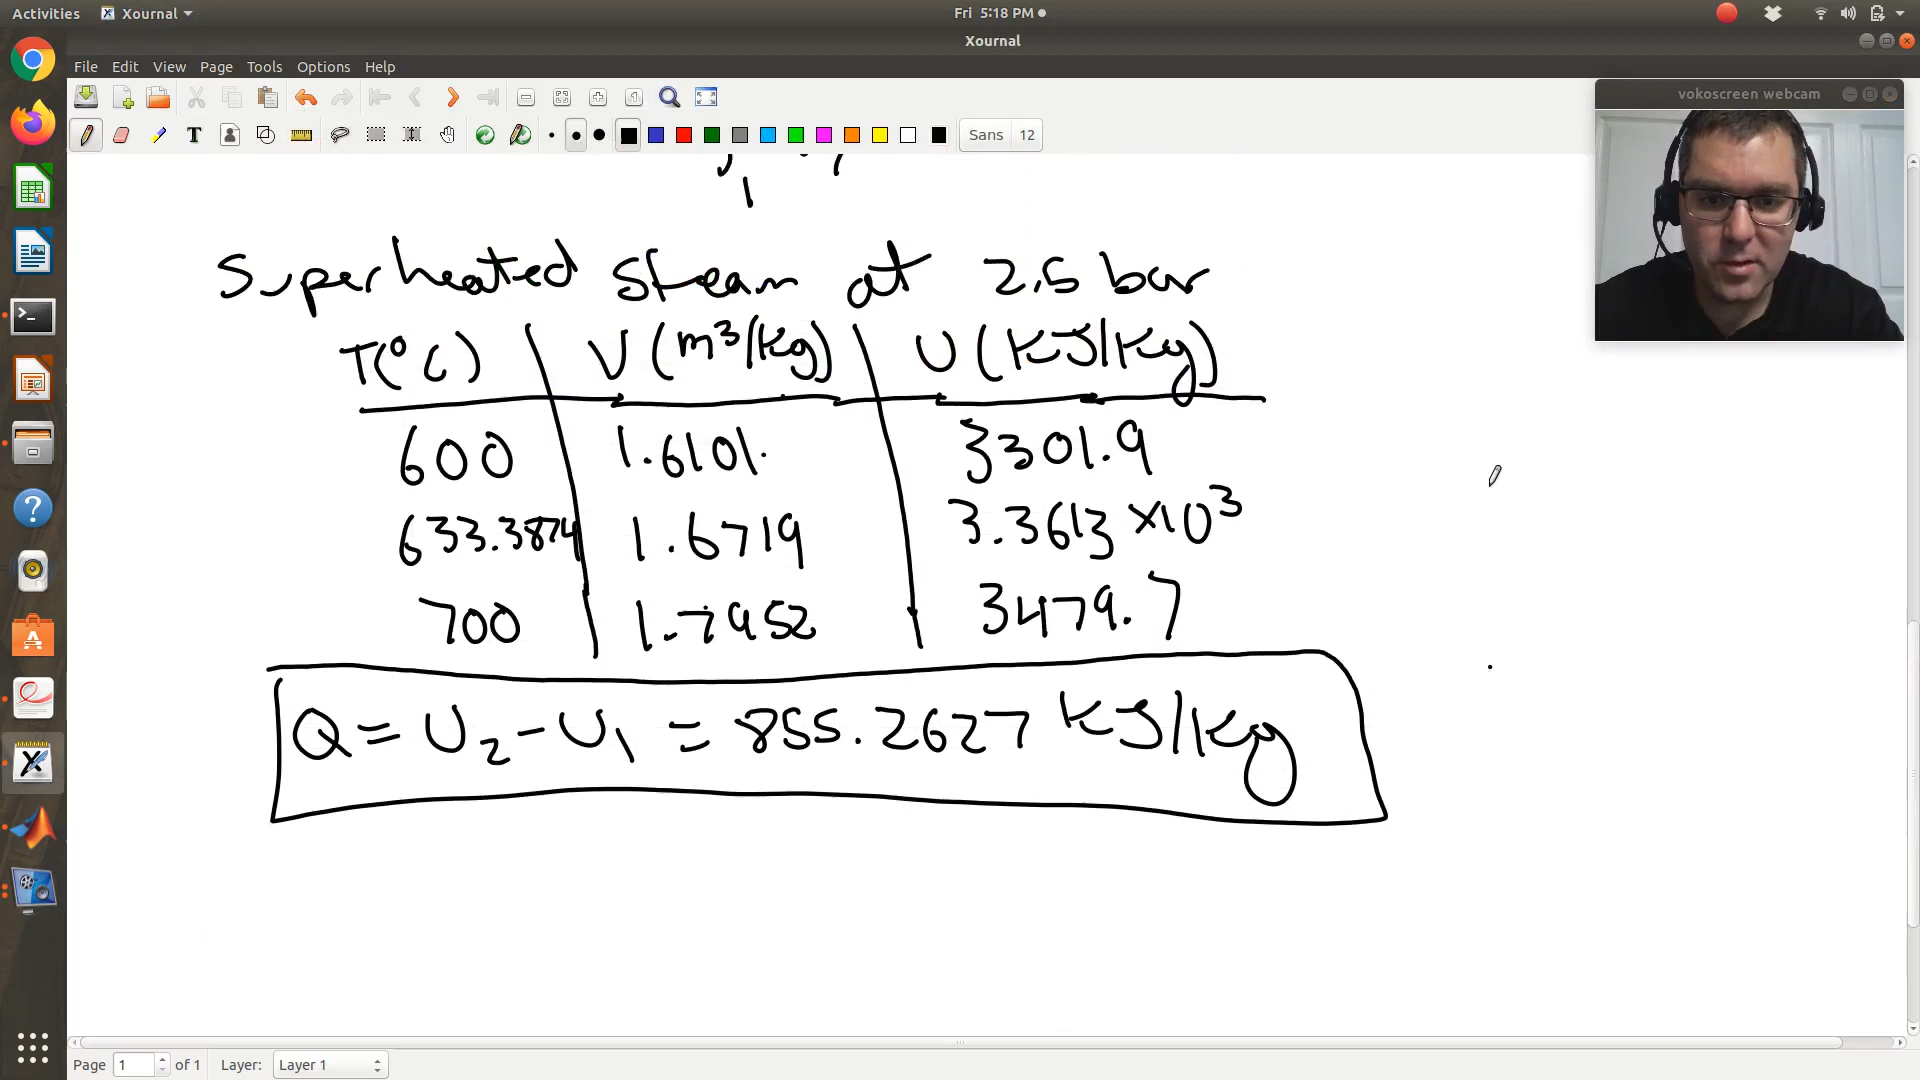 Activities Xournal Fri 5:18 PM
Xournal
File Edit View Page Tools Options Help
vokoscreen webcam
Sans 12
Superheated steam at 2.5 bar
T(°C) V(m³/kg) U(kJ/kg)
600 1.6101 3301.9
633.3874 1.6719 3.3613 ×10³
700 1.7952 3479.7
Q = U₂ - U₁ = 855.2627 kJ/kg
Page 1 of 1 Layer: Layer 1